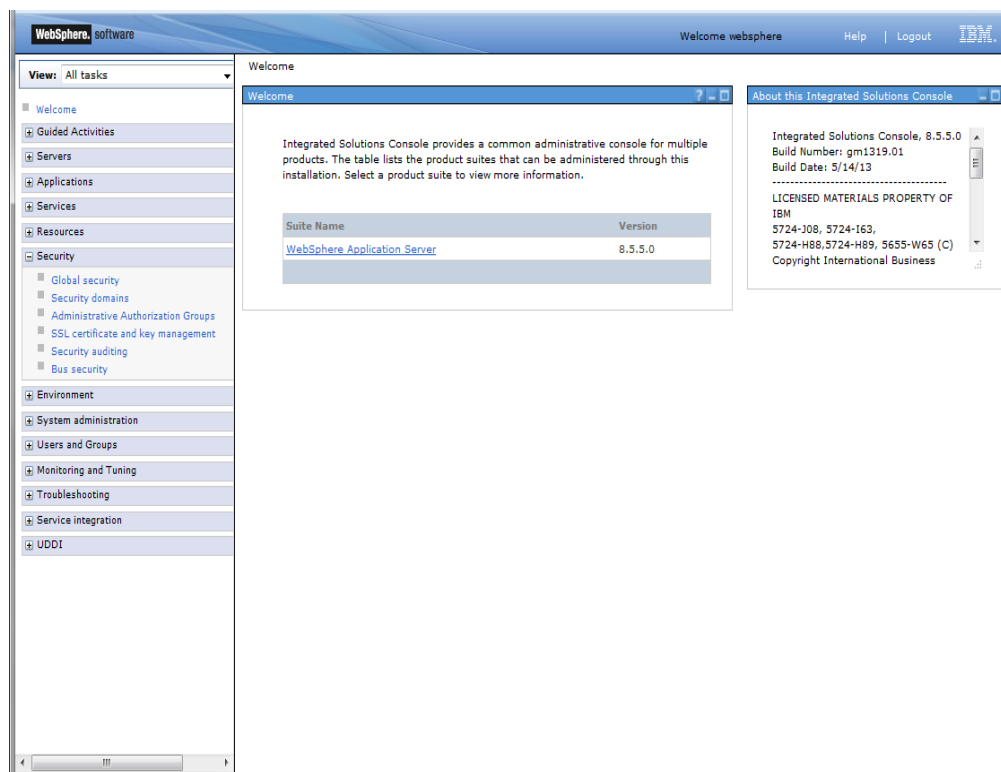 WebSphere. software
Welcome websphere
Help | Logout
IBM.
View: All tasks
Welcome
Guided Activities
Servers
Applications
Services
Resources
Security
Global security
Security domains
Administrative Authorization Groups
SSL certificate and key management
Security auditing
Bus security
Environment
System administration
Users and Groups
Monitoring and Tuning
Troubleshooting
Service integration
UDDI
Welcome
Welcome
Integrated Solutions Console provides a common administrative console for multiple
products. The table lists the product suites that can be administered through this
installation. Select a product suite to view more information.
Suite Name Version
WebSphere Application Server 8.5.5.0
About this Integrated Solutions Console
Integrated Solutions Console, 8.5.5.0
Build Number: gm1319.01
Build Date: 5/14/13
----------------------------------------
LICENSED MATERIALS PROPERTY OF
IBM
5724-J08, 5724-I63,
5724-H88,5724-H89, 5655-W65 (C)
Copyright International Business